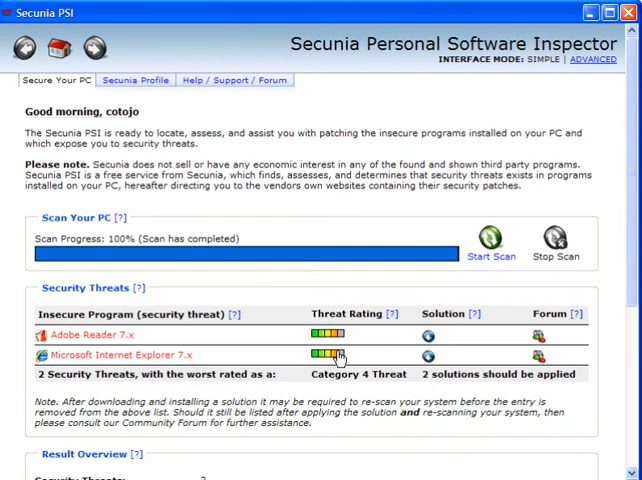 Secunia PSI
Secunia Personal Software Inspector
INTERFACE MODE: SIMPLE | ADVANCED
Secure Your PC Secunia Profile Help / Support / Forum
Good morning, cotojo
The Secunia PSI is ready to locate, assess, and assist you with patching the insecure programs installed on your PC and
which expose you to security threats.
Please note. Secunia does not sell or have any economic interest in any of the found and shown third party programs.
Secunia PSI is a free service from Secunia, which finds, assesses, and determines that security threats exists in programs
installed on your PC, hereafter directing you to the vendors own websites containing their security patches.
Scan Your PC [?]
Scan Progress: 100% (Scan has completed)
Start Scan Stop Scan
Security Threats [?]
Insecure Program (security threat) [?] Threat Rating [?] Solution [?] Forum [?]
Adobe Reader 7.x
Microsoft Internet Explorer 7.x
2 Security Threats, with the worst rated as a: Category 4 Threat 2 solutions should be applied
Note. After downloading and installing a solution it may be required to re-scan your system before the entry is
removed from the above list. Should it still be listed after applying the solution and re-scanning your system, then
please consult our Community Forum for further assistance.
Result Overview [?]